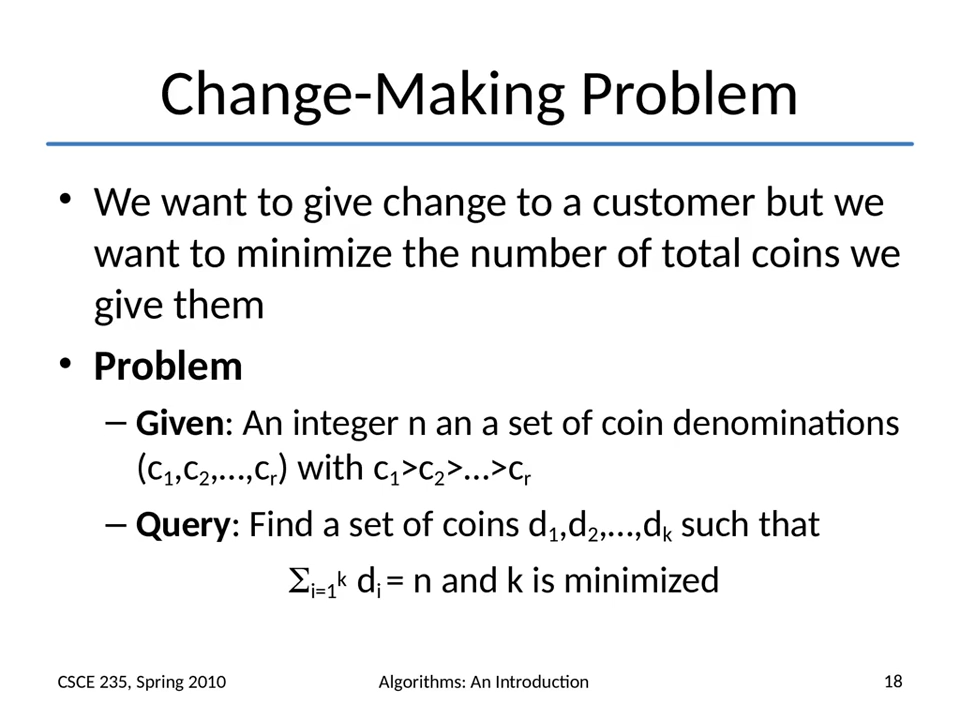 Change-Making Problem
• We want to give change to a customer but we
want to minimize the number of total coins we
give them
• Problem
– Given: An integer n an a set of coin denominations
(c₁,c₂,…,cᵣ) with c₁>c₂>…>cᵣ
– Query: Find a set of coins d₁,d₂,…,dₖ such that
Σᵢ₌₁ᵏ dᵢ = n and k is minimized
CSCE 235, Spring 2010 Algorithms: An Introduction 18